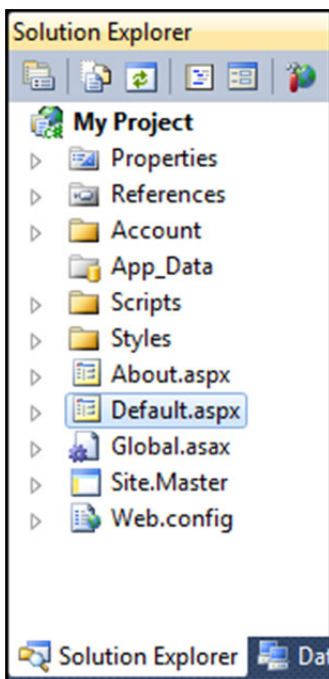 Solution Explorer
My Project
Properties
References
Account
App_Data
Scripts
Styles
About.aspx
Default.aspx
Global.asax
Site.Master
Web.config
Solution Explorer